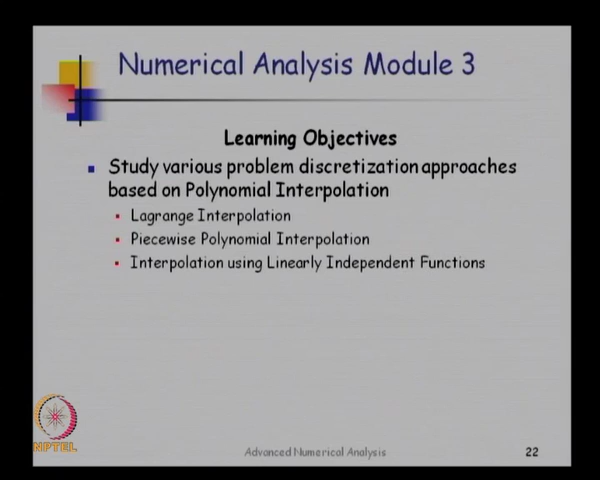 Numerical Analysis Module 3
Learning Objectives
Study various problem discretization approaches
based on Polynomial Interpolation
Lagrange Interpolation
Piecewise Polynomial Interpolation
Interpolation using Linearly Independent Functions
NPTEL
Advanced Numerical Analysis
22